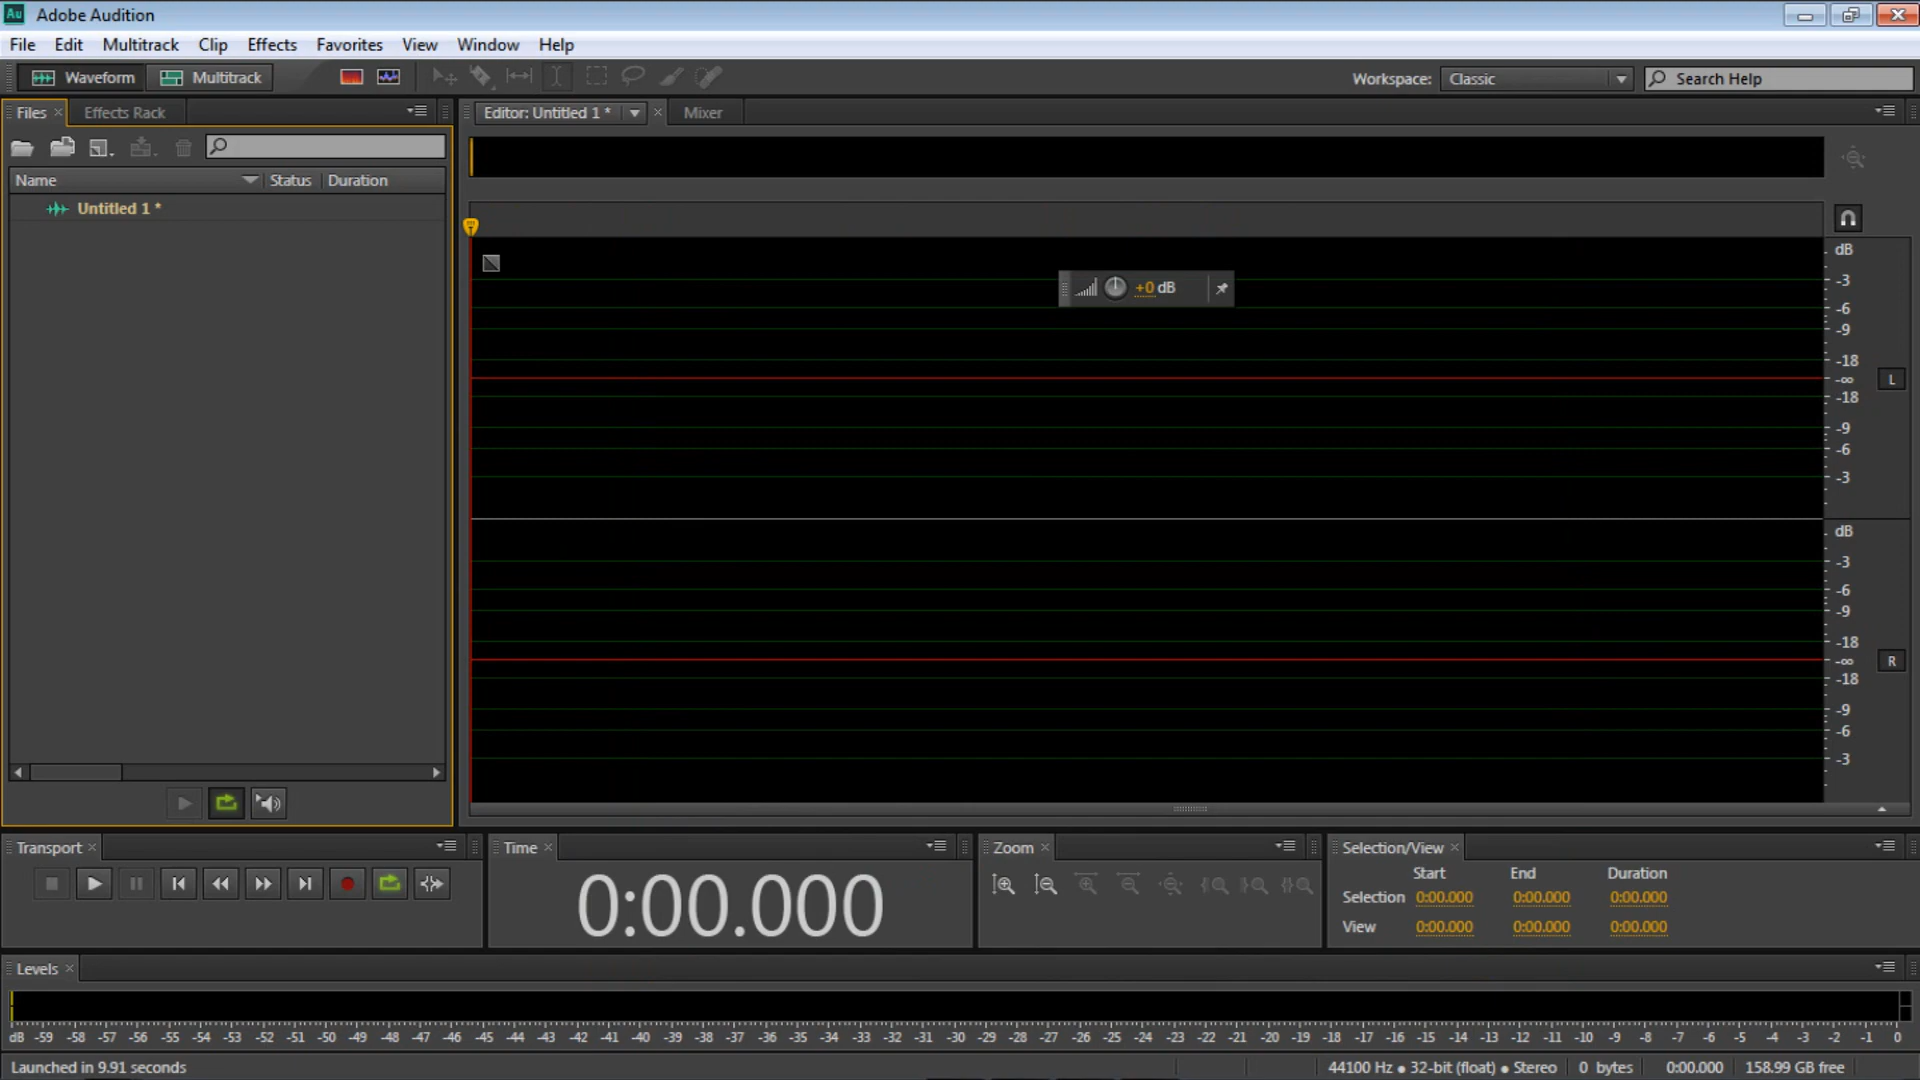 Au Adobe Audition
File Edit Multitrack Clip Effects Favorites View Window Help
Waveform Multitrack Workspace: Classic Search Help
Files × Effects Rack Editor: Untitled 1 * × Mixer
Name Status Duration
Untitled 1 *
+0 dB
dB
-3
-6
-9
-18
-∞ L
-18
-9
-6
-3
dB
-3
-6
-9
-18
-∞ R
-18
-9
-6
-3
Transport × Time × Zoom × Selection/View ×
Start End Duration
Selection 0:00.000 0:00.000 0:00.000
View 0:00.000 0:00.000 0:00.000
0:00.000
Levels ×
dB -59 -58 -57 -56 -55 -54 -53 -52 -51 -50 -49 -48 -47 -46 -45 -44 -43 -42 -41 -40 -39 -38 -37 -36 -35 -34 -33 -32 -31 -30 -29 -28 -27 -26 -25 -24 -23 -22 -21 -20 -19 -18 -17 -16 -15 -14 -13 -12 -11 -10 -9 -8 -7 -6 -5 -4 -3 -2 -1 0
Launched in 9.91 seconds 44100 Hz ● 32-bit (float) ● Stereo 0 bytes 0:00.000 158.99 GB free